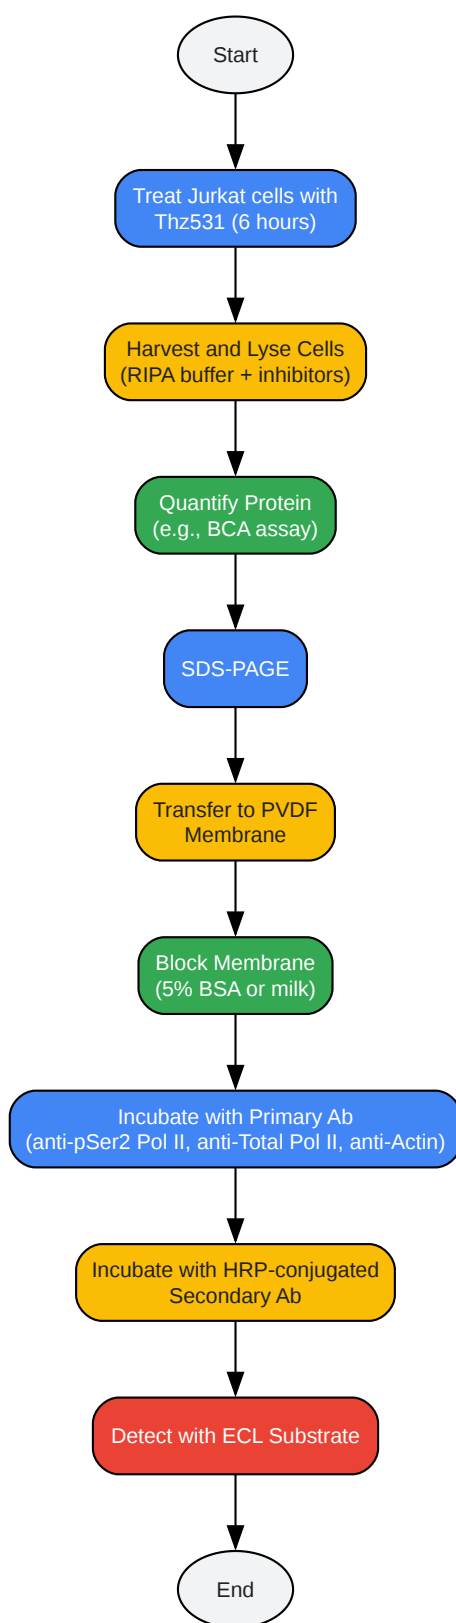 Start
Treat Jurkat cells with
Thz531 (6 hours)
Harvest and Lyse Cells
(RIPA buffer + inhibitors)
Quantify Protein
(e.g., BCA assay)
SDS-PAGE
Transfer to PVDF
Membrane
Block Membrane
(5% BSA or milk)
Incubate with Primary Ab
(anti-pSer2 Pol II, anti-Total Pol II, anti-Actin)
Incubate with HRP-conjugated
Secondary Ab
Detect with ECL Substrate
End